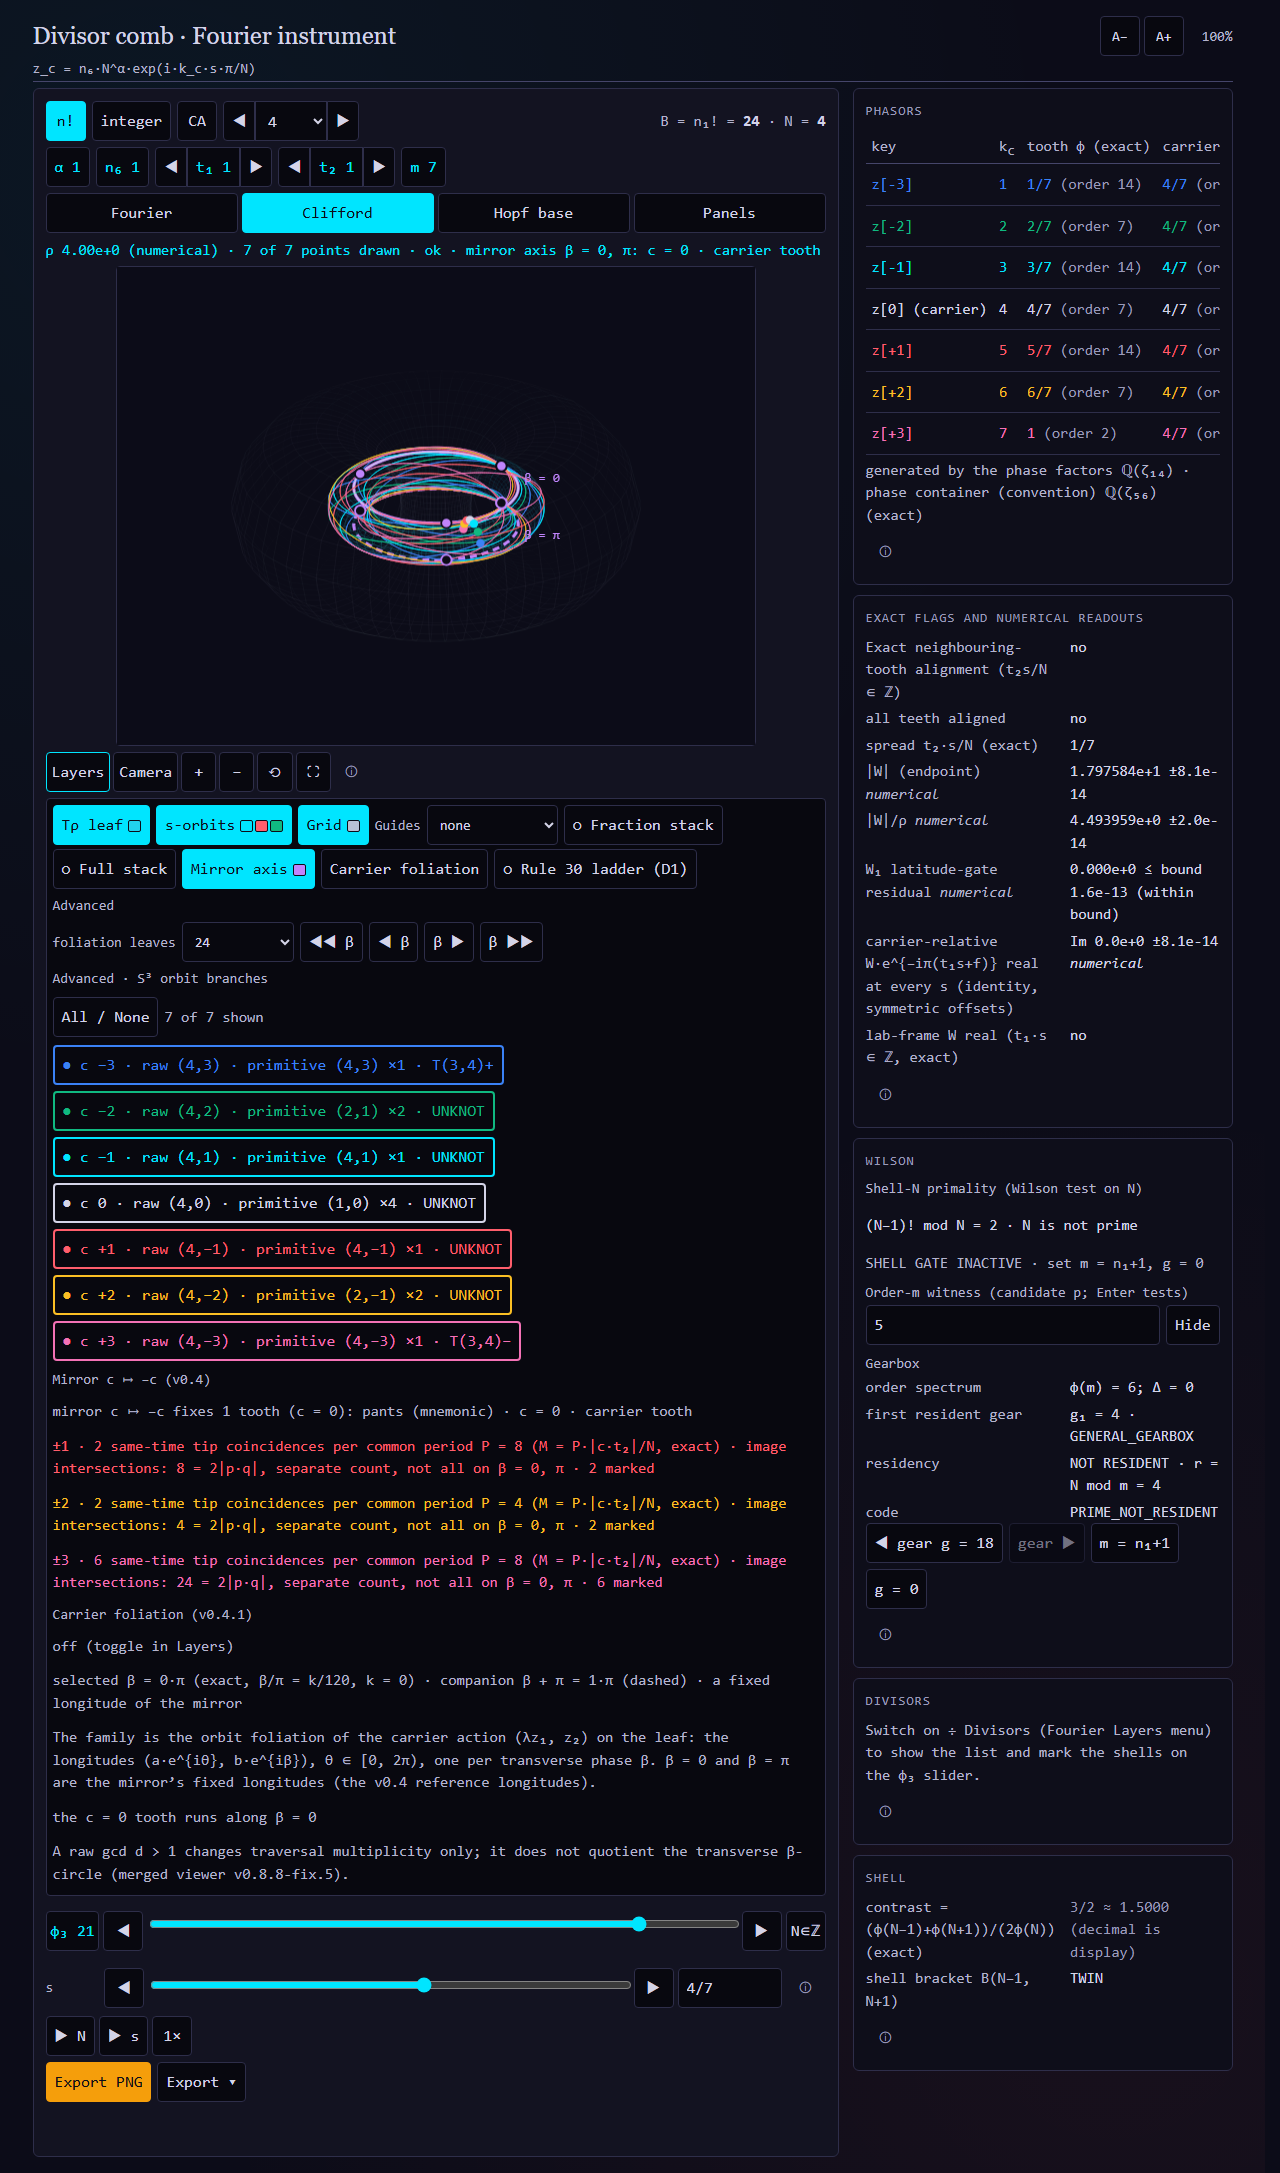 Divisor comb · Fourier instrument
A− A+ 100%
z_c = n₆·N^α·exp(i·k_c·s·π/N)
n! integer CA ◀ 4 ▶ B = n₁! = 24 · N = 4
α 1 n₆ 1 ◀ t₁ 1 ▶ ◀ t₂ 1 ▶ m 7
Fourier Clifford Hopf base Panels
ρ 4.00e+0 (numerical) · 7 of 7 points drawn · ok · mirror axis β = 0, π: c = 0 · carrier tooth
β = 0
β = π
Layers Camera + − ⟲ ⛶ ⓘ
Tρ leaf s-orbits Grid Guides none ○ Fraction stack
○ Full stack Mirror axis Carrier foliation ○ Rule 30 ladder (D1)
Advanced
foliation leaves 24 ◀◀ β ◀ β β ▶ β ▶▶
Advanced · S³ orbit branches
All / None 7 of 7 shown
● c −3 · raw (4,3) · primitive (4,3) ×1 · T(3,4)+
● c −2 · raw (4,2) · primitive (2,1) ×2 · UNKNOT
● c −1 · raw (4,1) · primitive (4,1) ×1 · UNKNOT
● c 0 · raw (4,0) · primitive (1,0) ×4 · UNKNOT
● c +1 · raw (4,−1) · primitive (4,−1) ×1 · UNKNOT
● c +2 · raw (4,−2) · primitive (2,−1) ×2 · UNKNOT
● c +3 · raw (4,−3) · primitive (4,−3) ×1 · T(3,4)−
Mirror c ↦ −c (v0.4)
mirror c ↦ −c fixes 1 tooth (c = 0): pants (mnemonic) · c = 0 · carrier tooth
±1 · 2 same-time tip coincidences per common period P = 8 (M = P·|c·t₂|/N, exact) · image
intersections: 8 = 2|p·q|, separate count, not all on β = 0, π · 2 marked
±2 · 2 same-time tip coincidences per common period P = 4 (M = P·|c·t₂|/N, exact) · image
intersections: 4 = 2|p·q|, separate count, not all on β = 0, π · 2 marked
±3 · 6 same-time tip coincidences per common period P = 8 (M = P·|c·t₂|/N, exact) · image
intersections: 24 = 2|p·q|, separate count, not all on β = 0, π · 6 marked
Carrier foliation (v0.4.1)
off (toggle in Layers)
selected β = 0·π (exact, β/π = k/120, k = 0) · companion β + π = 1·π (dashed) · a fixed
longitude of the mirror
The family is the orbit foliation of the carrier action (λz₁, z₂) on the leaf: the
longitudes (a·e^{iθ}, b·e^{iβ}), θ ∈ [0, 2π), one per transverse phase β. β = 0 and β = π
are the mirror’s fixed longitudes (the v0.4 reference longitudes).
the c = 0 tooth runs along β = 0
A raw gcd d > 1 changes traversal multiplicity only; it does not quotient the transverse β-
circle (merged viewer v0.8.8-fix.5).
ϕ₃ 21 ◀ ▶ N∈ℤ
s ◀ ▶ 4/7 ⓘ
▶ N ▶ s 1×
Export PNG Export ▾
PHASORS
key k_C tooth ϕ (exact) carrier
z[-3] 1 1/7 (order 14) 4/7 (or
z[-2] 2 2/7 (order 7) 4/7 (or
z[-1] 3 3/7 (order 14) 4/7 (or
z[0] (carrier) 4 4/7 (order 7) 4/7 (or
z[+1] 5 5/7 (order 14) 4/7 (or
z[+2] 6 6/7 (order 7) 4/7 (or
z[+3] 7 1 (order 2) 4/7 (or
generated by the phase factors ℚ(ζ₁₄) ·
phase container (convention) ℚ(ζ₅₆)
(exact)
ⓘ
EXACT FLAGS AND NUMERICAL READOUTS
Exact neighbouring- no
tooth alignment (t₂s/N
∈ ℤ)
all teeth aligned no
spread t₂·s/N (exact) 1/7
|W| (endpoint) 1.797584e+1 ±8.1e-
numerical 14
|W|/ρ numerical 4.493959e+0 ±2.0e-
14
W₁ latitude-gate 0.000e+0 ≤ bound
residual numerical 1.6e-13 (within
bound)
carrier-relative Im 0.0e+0 ±8.1e-14
W·e^{−iπ(t₁s+f)} real numerical
at every s (identity,
symmetric offsets)
lab-frame W real (t₁·s no
∈ ℤ, exact)
ⓘ
WILSON
Shell-N primality (Wilson test on N)
(N−1)! mod N = 2 · N is not prime
SHELL GATE INACTIVE · set m = n₁+1, g = 0
Order-m witness (candidate p; Enter tests)
5 Hide
Gearbox
order spectrum ϕ(m) = 6; Δ = 0
first resident gear g₁ = 4 ·
GENERAL_GEARBOX
residency NOT RESIDENT · r =
N mod m = 4
code PRIME_NOT_RESIDENT
◀ gear g = 18 gear ▶ m = n₁+1
g = 0
ⓘ
DIVISORS
Switch on ÷ Divisors (Fourier Layers menu)
to show the list and mark the shells on
the ϕ₃ slider.
ⓘ
SHELL
contrast = 3/2 ≈ 1.5000
(ϕ(N−1)+ϕ(N+1))/(2ϕ(N)) (decimal is
(exact) display)
shell bracket B(N−1, TWIN
N+1)
ⓘ